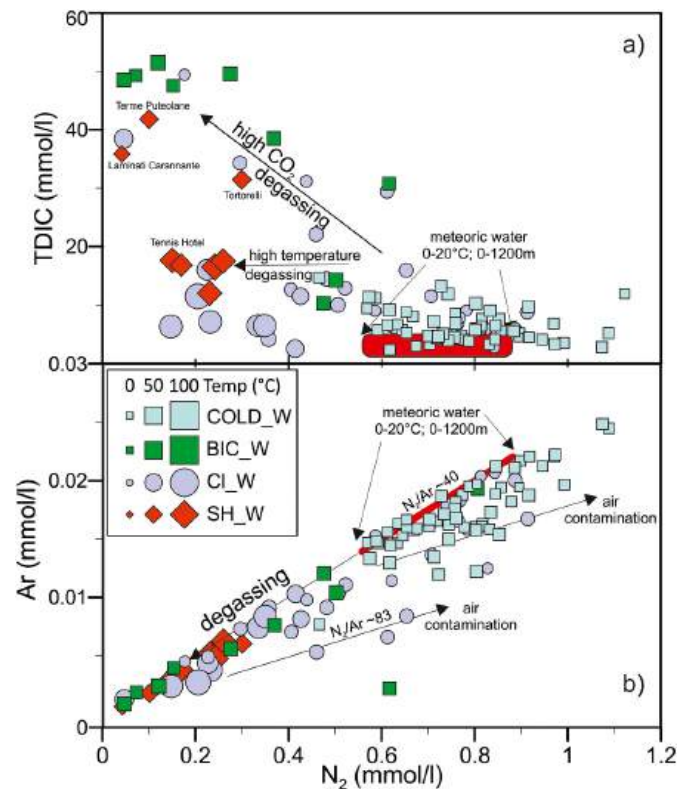 60
a)
Terme Puteolane
high CO2
degassing
40
Laminati Carannante
Tortorelli
TDIC (mmol/l)
meteoric water
0-20°C; 0-1200m
Tennis Hotel
high temperature
degassing
20
0.03
0 50 100 Temp (°C)
COLD_W
BIC_W
Cl_W
SH_W
meteoric water
0-20°C; 0-1200m
N2/Ar~40
air
contamination
0.02
Ar (mmol/l)
degassing
0.01
N2/Ar~83
air
contamination
b)
0
0 0.2 0.4 0.6 0.8 1 1.2
N2 (mmol/l)